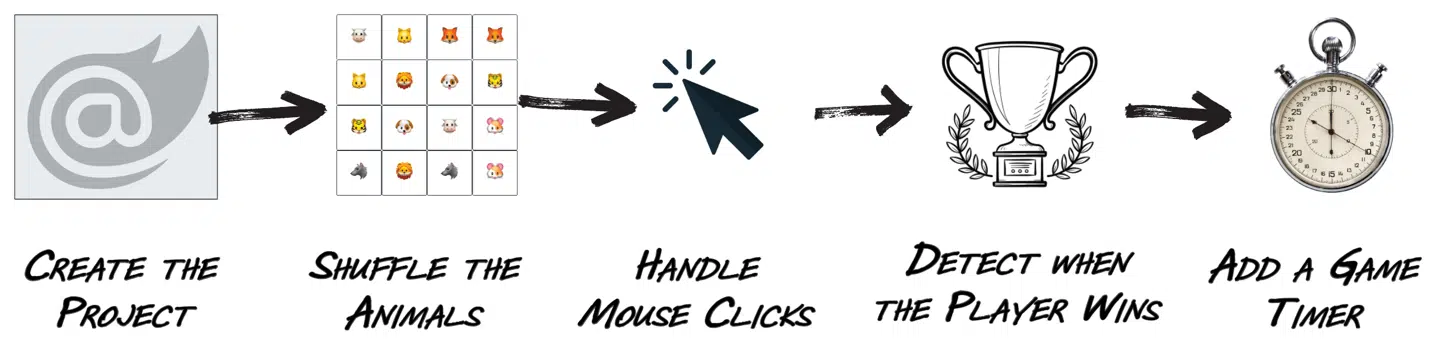 CREATE THE
PROJECT
SHUFFLE THE
ANIMALS
HANDLE
MOUSE CLICKS
DETECT WHEN
THE PLAYER WINS
ADD A GAME
TIMER